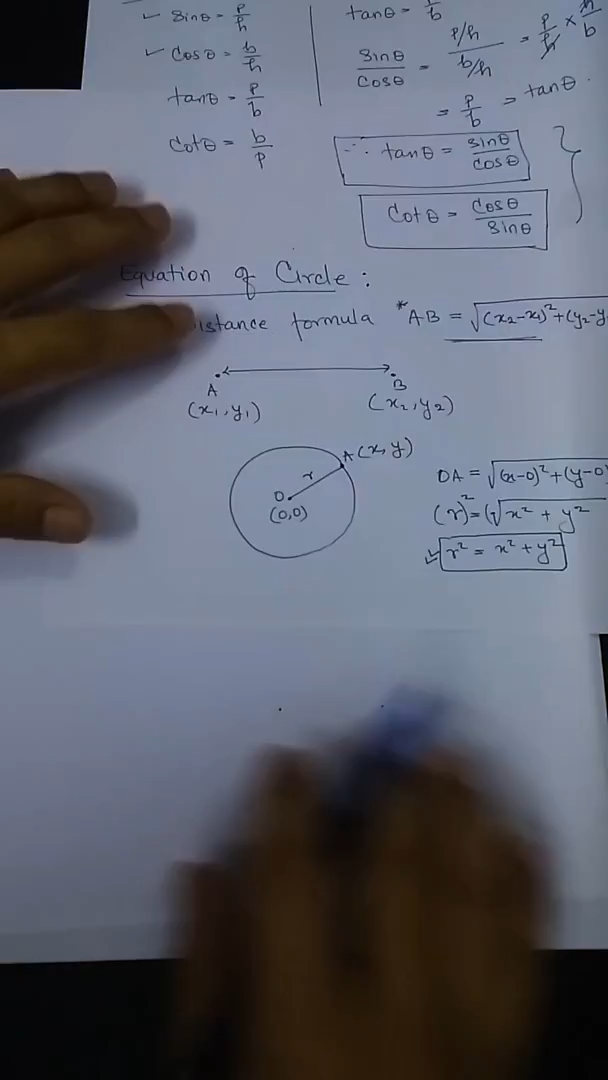 ✓ sinθ = p/h
✓ cosθ = b/h
tanθ = p/b
cotθ = b/p
tanθ = /b
sinθ/cosθ = (p/h)/(b/h) = p/h × h/b
= p/b = tanθ.
∴ tanθ = sinθ/cosθ
cotθ = cosθ/sinθ
Equation of Circle :
istance formula *AB = √(x₂-x₁)²+(y₂-y
A
(x₁, y₁)
B
(x₂, y₂)
A(x, y)
r
O
(0,0)
OA = √(x-0)²+(y-0)
(r)² = (√x² + y²
✓ r² = x² + y²